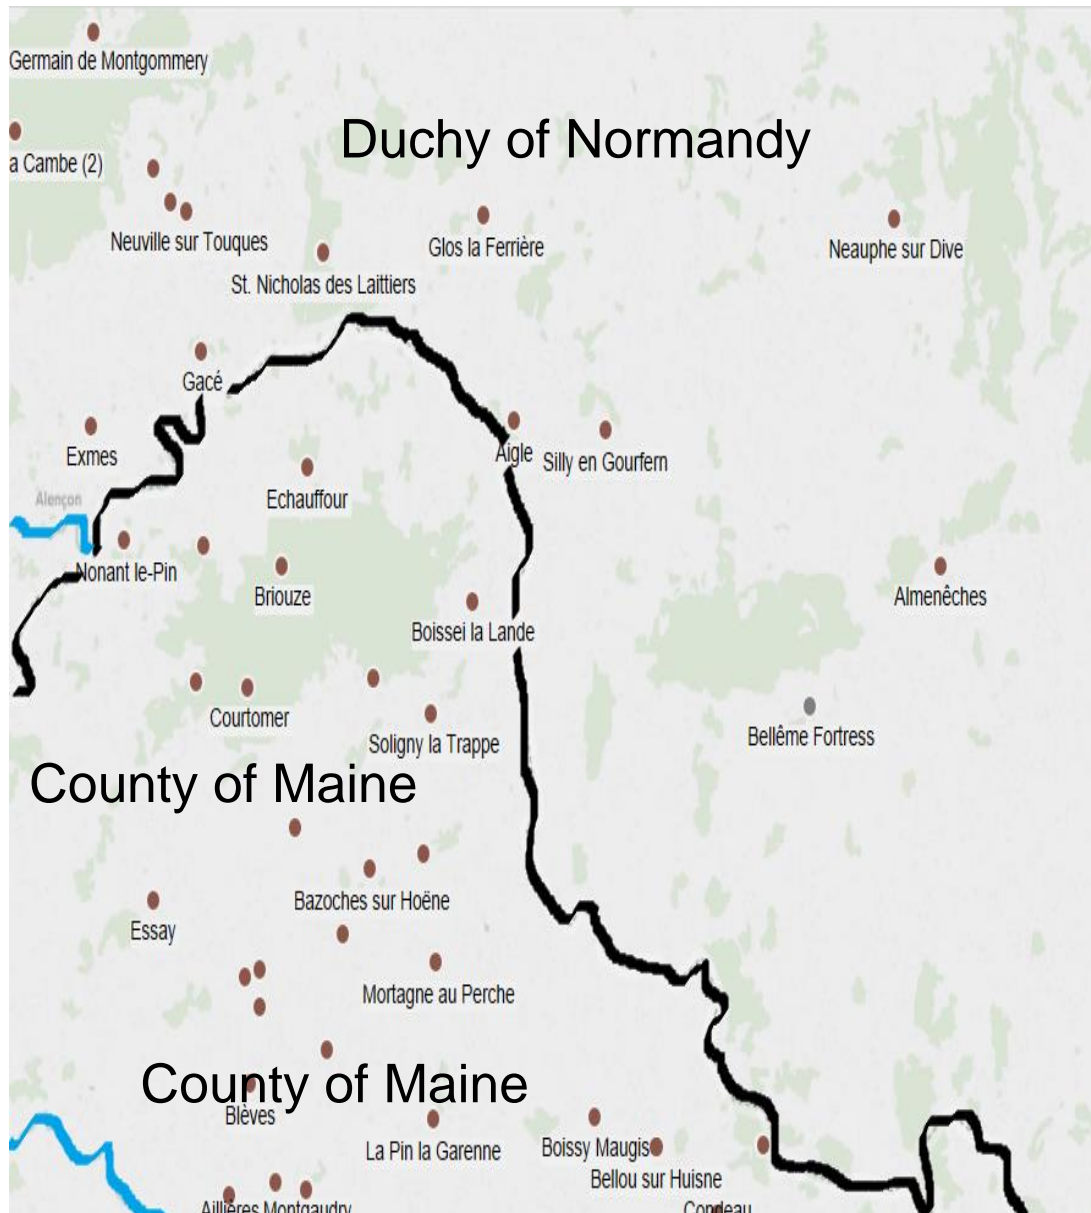 Germain de Montgommery
Duchy of Normandy
a Cambe (2)
Neuville sur Touques
Glos la Ferrière
Neauphe sur Dive
St. Nicholas des Laittiers
Gacé
Exmes
Aigle
Silly en Gourfern
Alençon
Echauffour
Nonant le-Pin
Briouze
Almenêches
Boissei la Lande
Courtomer
Soligny la Trappe
Bellême Fortress
County of Maine
Bazoches sur Hoëne
Essay
Mortagne au Perche
County of Maine
Blèves
La Pin la Garenne
Boissy Maugis
Bellou sur Huisne
Aillières Montgaudry
Condeau